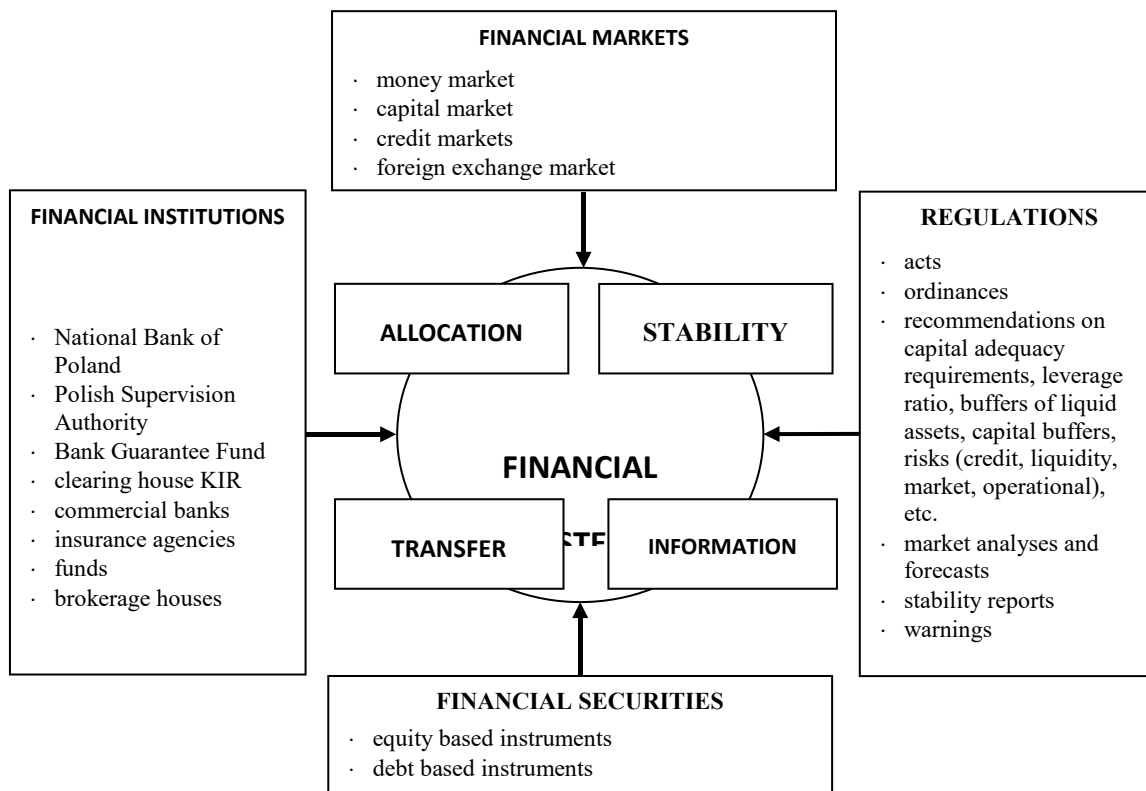 FINANCIAL MARKETS
· money market
· capital market
· credit markets
· foreign exchange market
FINANCIAL INSTITUTIONS
· National Bank of
Poland
· Polish Supervision
Authority
· Bank Guarantee Fund
· clearing house KIR
· commercial banks
· insurance agencies
· funds
· brokerage houses
ALLOCATION
STABILITY
FINANCIAL
TRANSFER
INFORMATION
REGULATIONS
· acts
· ordinances
· recommendations on
capital adequacy
requirements, leverage
ratio, buffers of liquid
assets, capital buffers,
risks (credit, liquidity,
market, operational),
etc.
· market analyses and
forecasts
· stability reports
· warnings
FINANCIAL SECURITIES
· equity based instruments
· debt based instruments